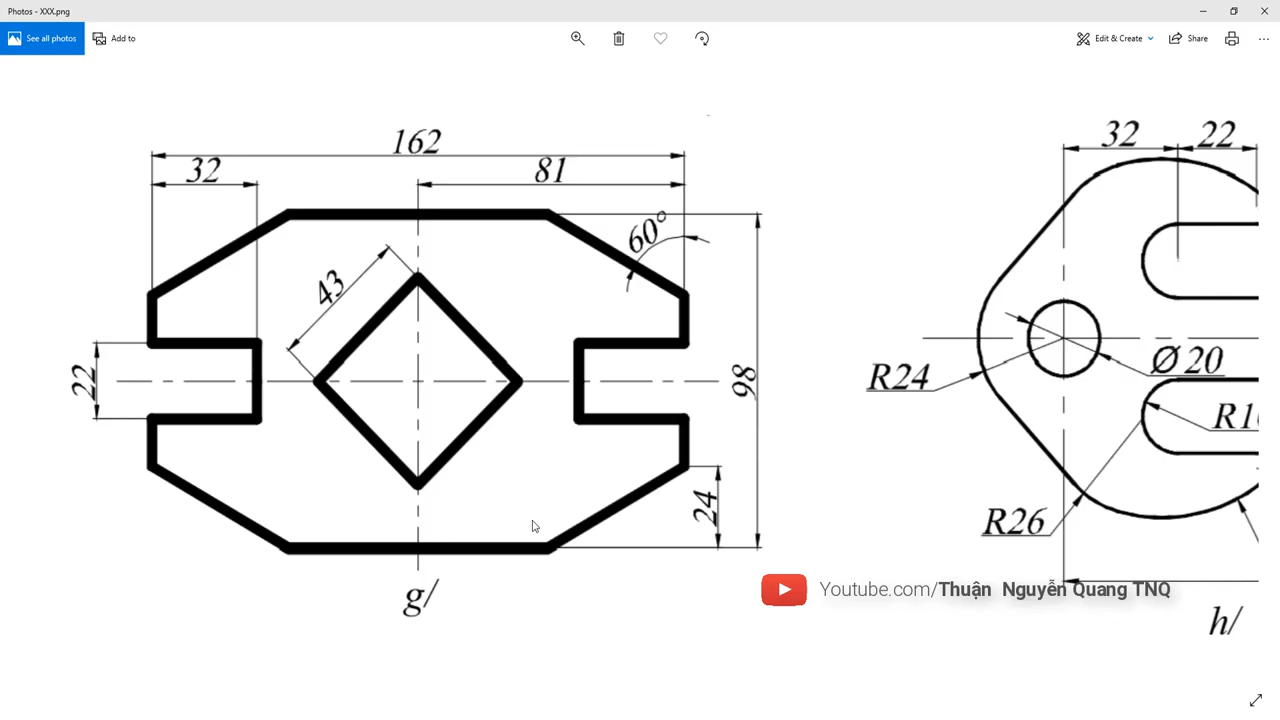 Photos - XXX.png
See all photos
Add to
Edit & Create
Share
162
32
81
60°
43
22
98
24
g/
32 22
Ø 20
R24
R26
h/
Youtube.com/Thuận Nguyễn Quang TNQ